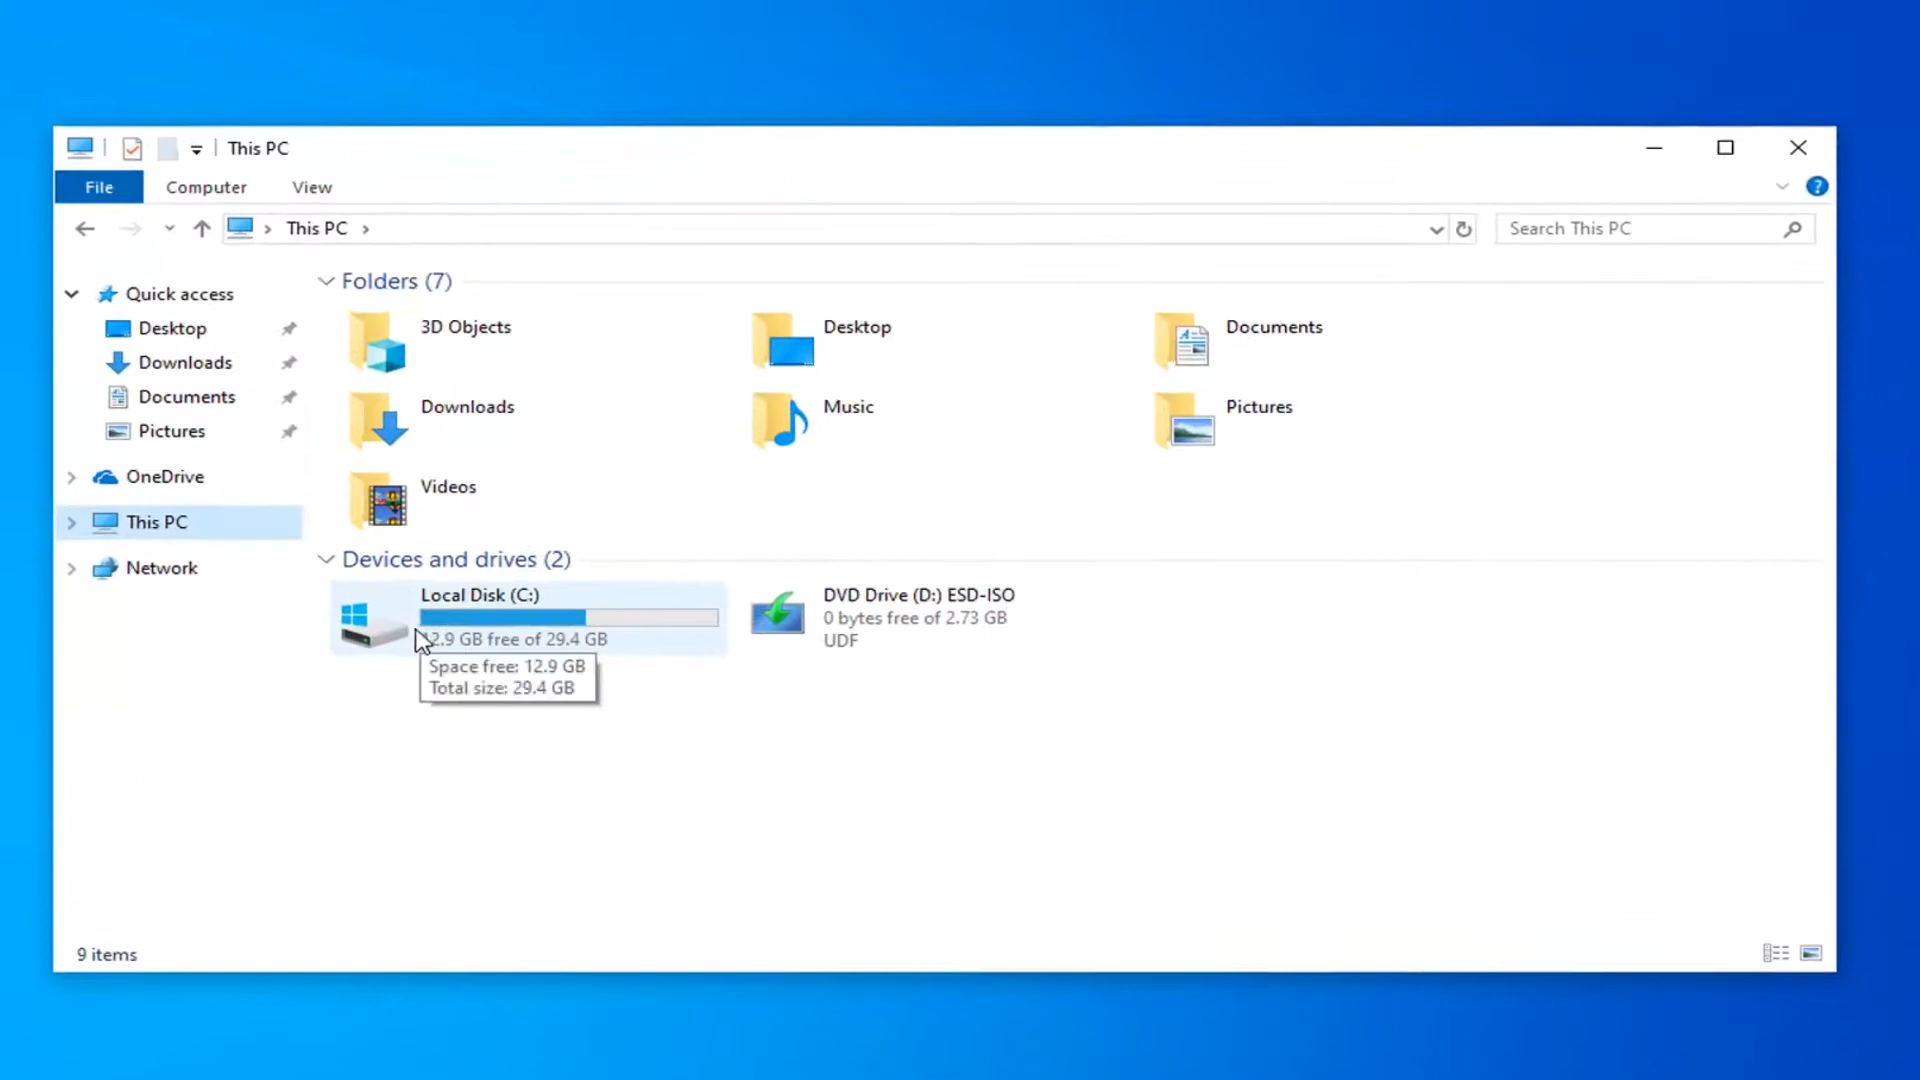 This PC
File Computer View
This PC
Search This PC
Quick access
Desktop
Downloads
Documents
Pictures
OneDrive
This PC
Network
Folders (7)
3D Objects
Desktop
Documents
Downloads
Music
Pictures
Videos
Devices and drives (2)
Local Disk (C:)
12.9 GB free of 29.4 GB
Space free: 12.9 GB
Total size: 29.4 GB
DVD Drive (D:) ESD-ISO
0 bytes free of 2.73 GB
UDF
9 items